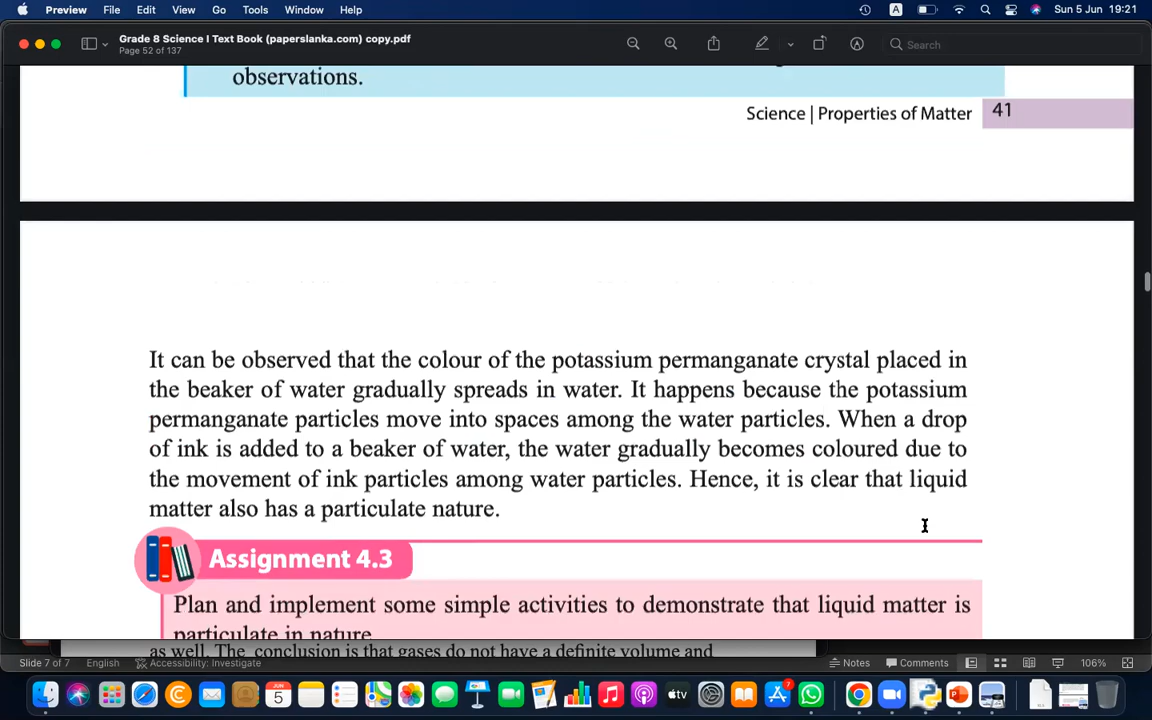 Preview File Edit View Go Tools Window Help A Sun 5 Jun 19:21
Grade 8 Science I Text Book (paperslanka.com) copy.pdf
Page 52 of 137
Search
observations.
Science | Properties of Matter 41
It can be observed that the colour of the potassium permanganate crystal placed in
the beaker of water gradually spreads in water. It happens because the potassium
permanganate particles move into spaces among the water particles. When a drop
of ink is added to a beaker of water, the water gradually becomes coloured due to
the movement of ink particles among water particles. Hence, it is clear that liquid
matter also has a particulate nature.
Assignment 4.3
Plan and implement some simple activities to demonstrate that liquid matter is
particulate in nature
as well. The conclusion is that gases do not have a definite volume and
Slide 7 of 7 English Accessibility: Investigate Notes Comments 106%
JUN
5
tv
7